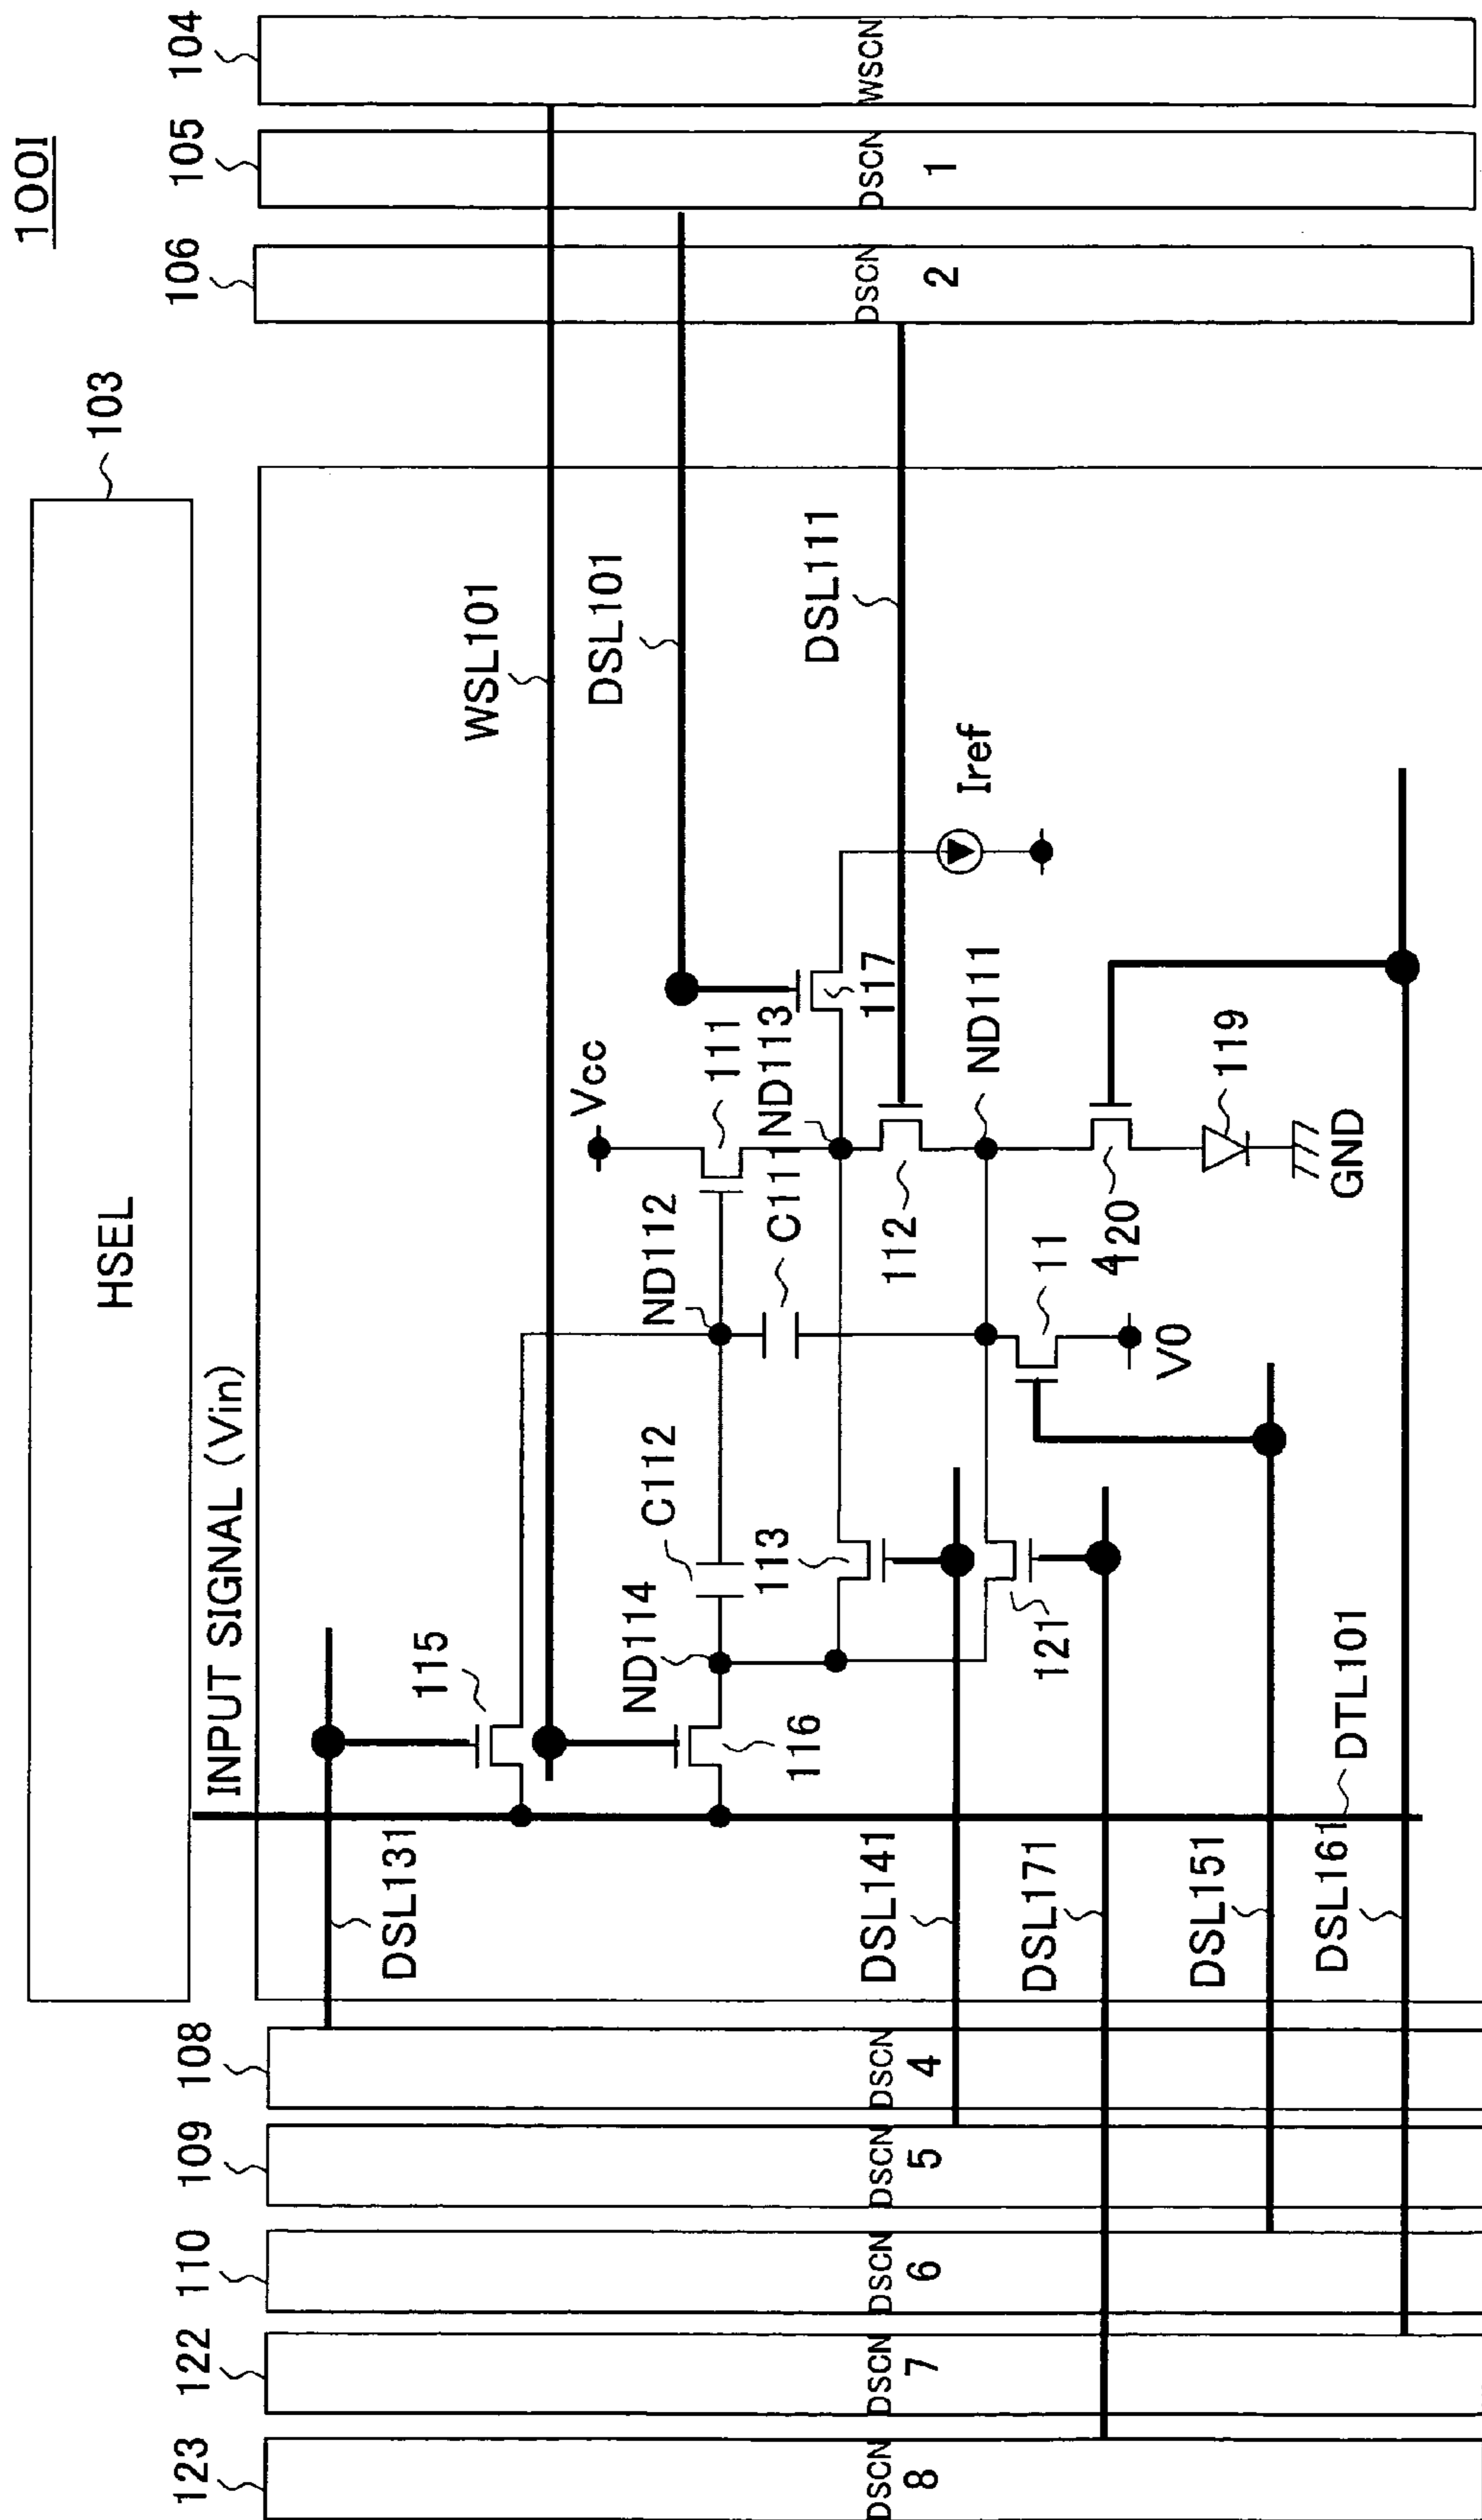 100I
103
HSEL
INPUT SIGNAL (Vin)
123
122
110
109
108
106
105
104
DSL131
115
WSL101
DSL101
Vcc
ND112
111
ND114
C112
C111
ND113
116
113
117
DSL111
DSL141
112
DSCN
8
DSCN
7
DSCN
6
DSCN
5
DSCN
4
DSCN
2
DSCN
1
WSCN
Iref
ND111
DSL171
121
11
4
120
V0
119
DSL151
GND
DSL161
DTL101